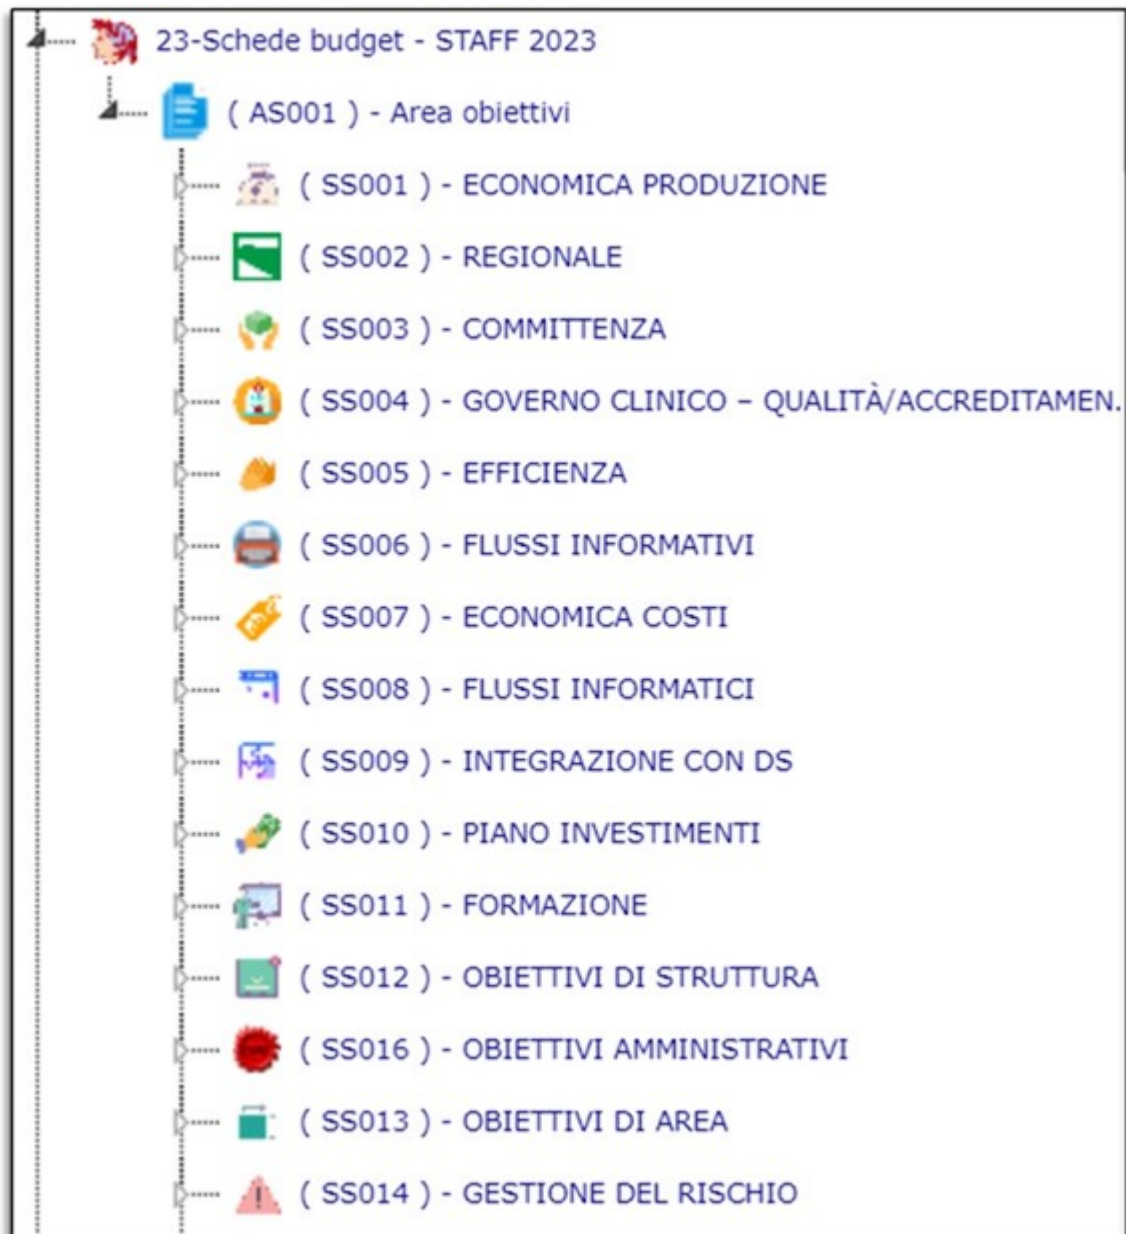 23-Schede budget - STAFF 2023
( AS001 ) - Area obiettivi
( SS001 ) - ECONOMICA PRODUZIONE
( SS002 ) - REGIONALE
( SS003 ) - COMMITTENZA
( SS004 ) - GOVERNO CLINICO – QUALITÀ/ACCREDITAMEN.
( SS005 ) - EFFICIENZA
( SS006 ) - FLUSSI INFORMATIVI
( SS007 ) - ECONOMICA COSTI
( SS008 ) - FLUSSI INFORMATICI
( SS009 ) - INTEGRAZIONE CON DS
( SS010 ) - PIANO INVESTIMENTI
( SS011 ) - FORMAZIONE
( SS012 ) - OBIETTIVI DI STRUTTURA
( SS016 ) - OBIETTIVI AMMINISTRATIVI
( SS013 ) - OBIETTIVI DI AREA
( SS014 ) - GESTIONE DEL RISCHIO